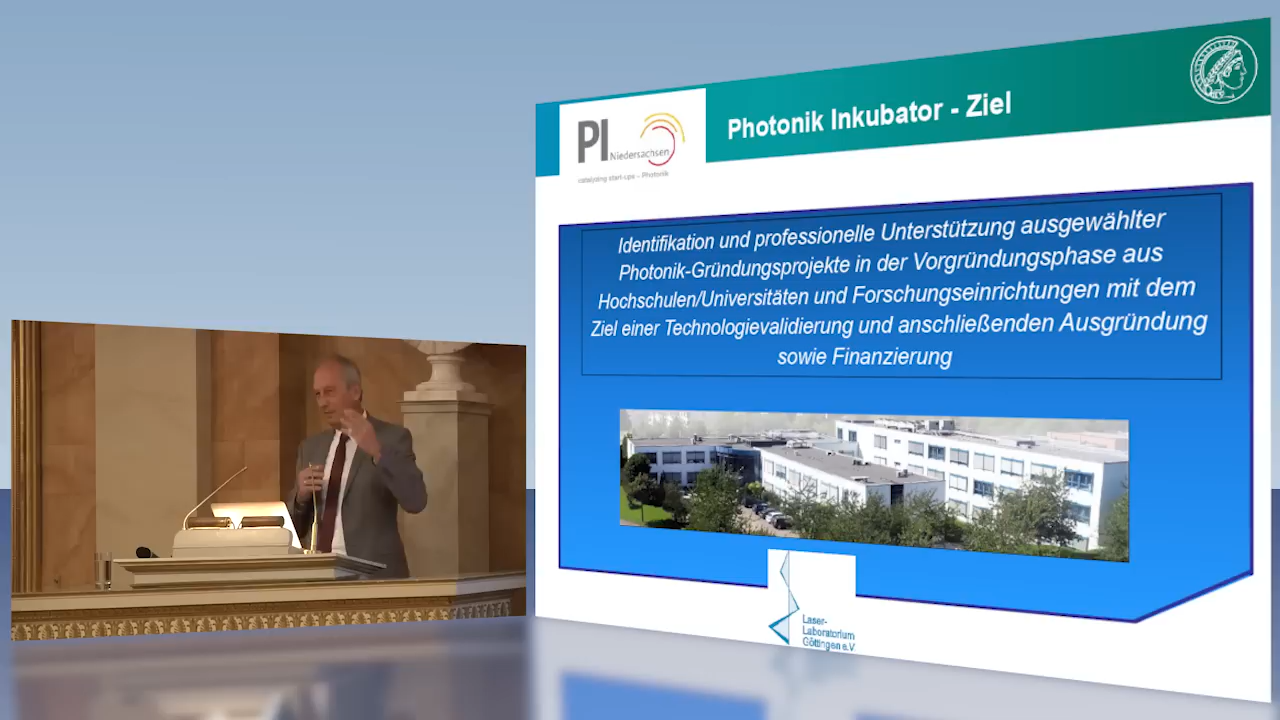 PI Niedersachsen
catalyzing start-ups – Photonik
Photonik Inkubator - Ziel
Identifikation und professionelle Unterstützung ausgewählter
Photonik-Gründungsprojekte in der Vorgründungsphase aus
Hochschulen/Universitäten und Forschungseinrichtungen mit dem
Ziel einer Technologievalidierung und anschließenden Ausgründung
sowie Finanzierung
Laser-
Laboratorium
Göttingen e.V